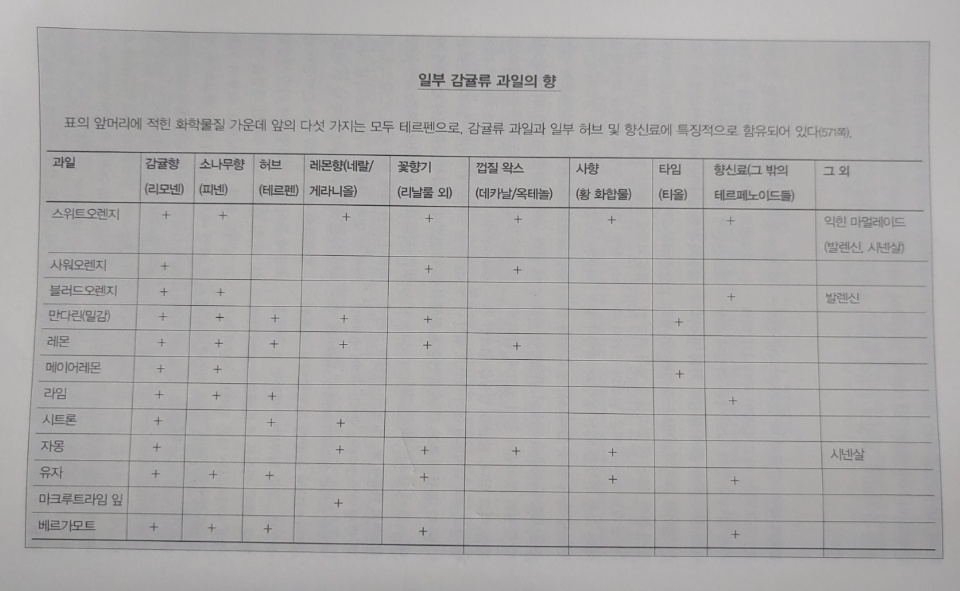 일부 감귤류 과일의 향
표의 앞머리에 적힌 화학물질 가운데 앞의 다섯 가지는 모두 테르펜으로, 감귤류 과일과 일부 허브 및 향신료에 특징적으로 함유되어 있다(571쪽).
과일 감귤향 소나무향 허브 레몬향(네랄/ 꽃향기 껍질 왁스 사향 타임 향신료(그 밖의 그 외
(리모넨) (피넨) (테르펜) 게라니올) (리날룰 외) (데카날/옥테놀) (황 화합물) (티올) 테르페노이드들)
스위트오렌지 + + + + + + + 익힌 마멀레이드
(발렌신, 시넨살)
사워오렌지 + + +
블러드오렌지 + + + 발렌신
만다린(밀감) + + + + + +
레몬 + + + + + +
메이어레몬 + + +
라임 + + + +
시트론 + + +
자몽 + + + + + 시넨살
유자 + + + + + +
마크루트라임 잎 +
베르가모트 + + + + +